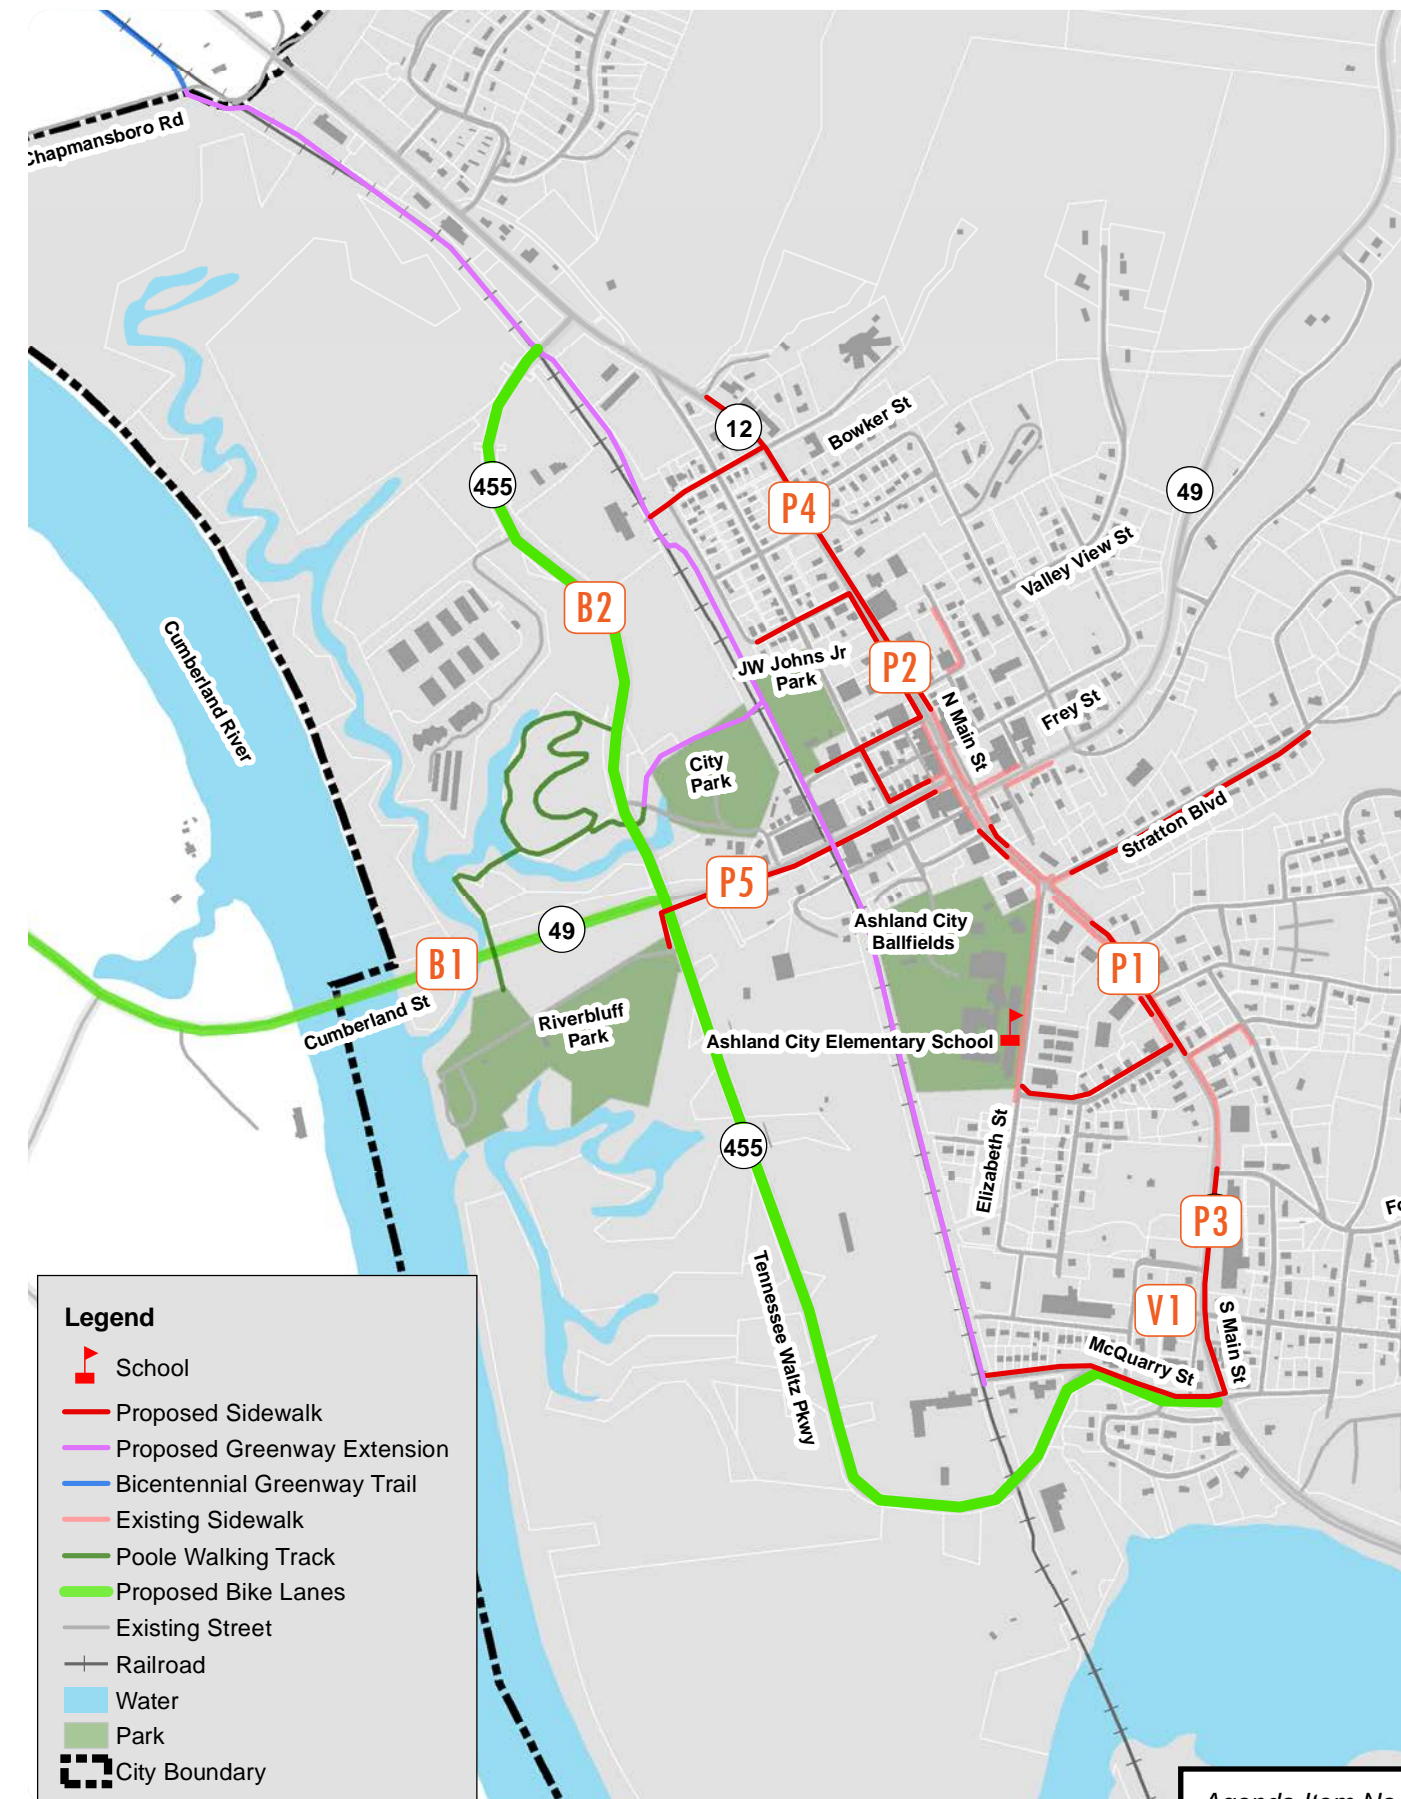 Chapmansboro Rd
12
Bowker St
455
P4
49
Valley View St
B2
Cumberland River
JW Johns Jr
Park
P2
N Main St
Frey St
City
Park
Stratton Blvd
P5
Ashland City
Ballfields
49
B1
P1
Cumberland St
Riverbluff
Park
Ashland City Elementary School
455
Elizabeth St
P3
Tennessee Waltz Pkwy
V1
S Main St
McQuarry St
Legend
School
Proposed Sidewalk
Proposed Greenway Extension
Bicentennial Greenway Trail
Existing Sidewalk
Poole Walking Track
Proposed Bike Lanes
Existing Street
Railroad
Water
Park
City Boundary
Agenda Item No